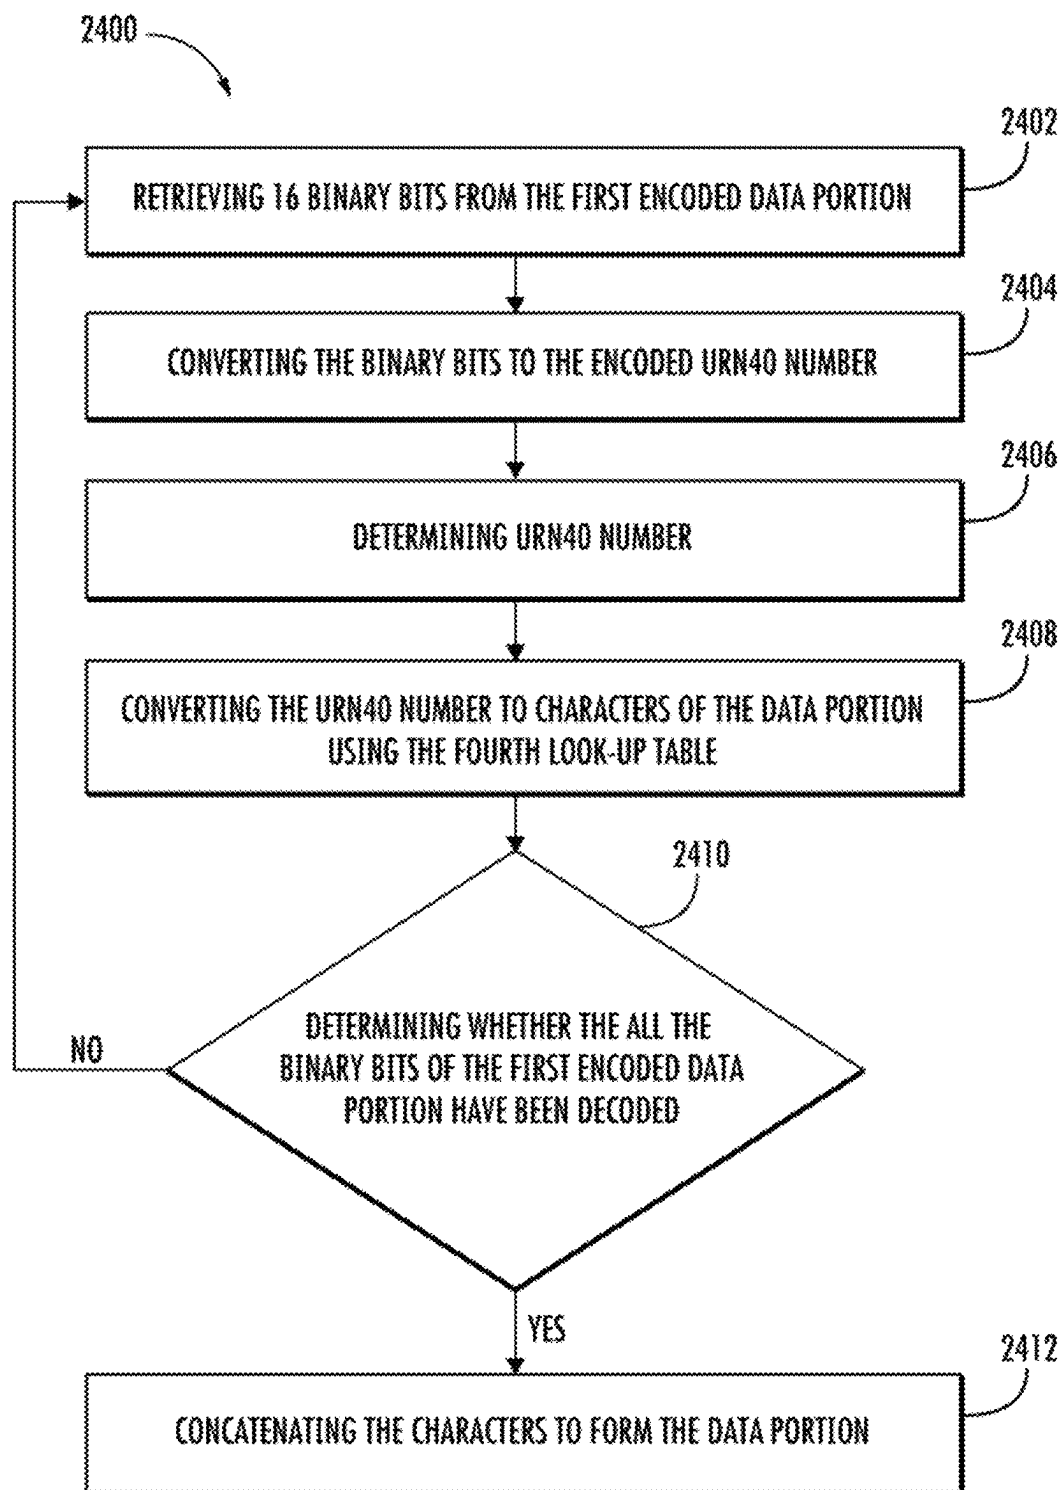 2400
2402
RETRIEVING 16 BINARY BITS FROM THE FIRST ENCODED DATA PORTION
2404
CONVERTING THE BINARY BITS TO THE ENCODED URN40 NUMBER
2406
DETERMINING URN40 NUMBER
2408
CONVERTING THE URN40 NUMBER TO CHARACTERS OF THE DATA PORTION
USING THE FOURTH LOOK-UP TABLE
2410
DETERMINING WHETHER THE ALL THE
BINARY BITS OF THE FIRST ENCODED DATA
PORTION HAVE BEEN DECODED
NO
YES
2412
CONCATENATING THE CHARACTERS TO FORM THE DATA PORTION